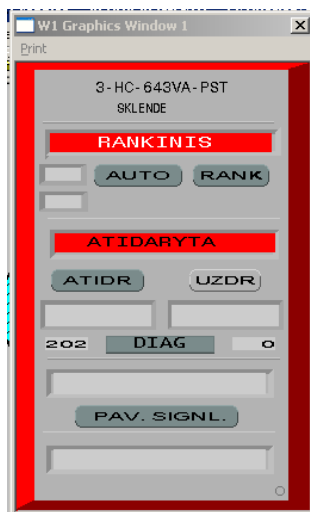 W1 Graphics Window 1
Print
3-HC-643VA-PST
SKLENDE
RANKINIS
AUTO RANK
ATIDARYTA
ATIDR UZDR
202 DIAG 0
PAV. SIGNL.